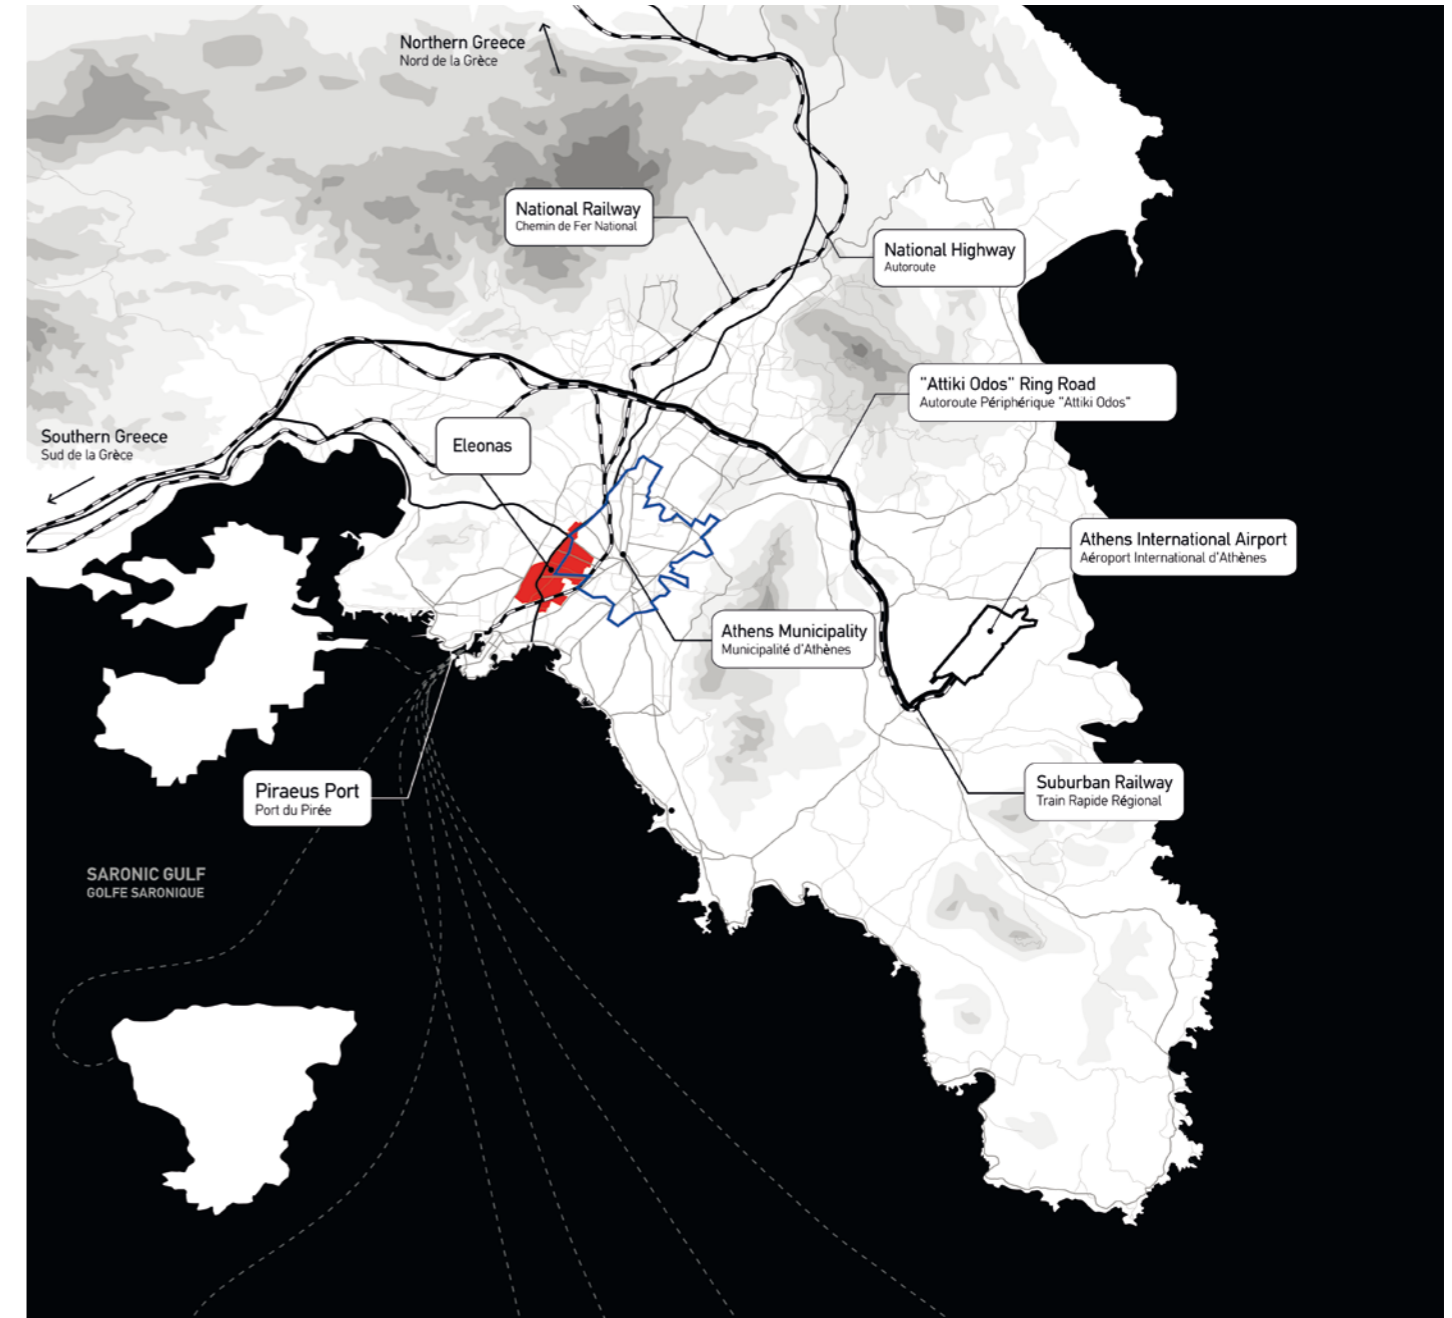 Northern Greece
Nord de la Grèce
National Railway
Chemin de Fer National
National Highway
Autoroute
"Attiki Odos" Ring Road
Autoroute Périphérique "Attiki Odos"
Southern Greece
Sud de la Grèce
Eleonas
Athens International Airport
Aéroport International d'Athènes
Athens Municipality
Municipalité d'Athènes
Piraeus Port
Port du Pirée
Suburban Railway
Train Rapide Régional
SARONIC GULF
GOLFE SARONIQUE